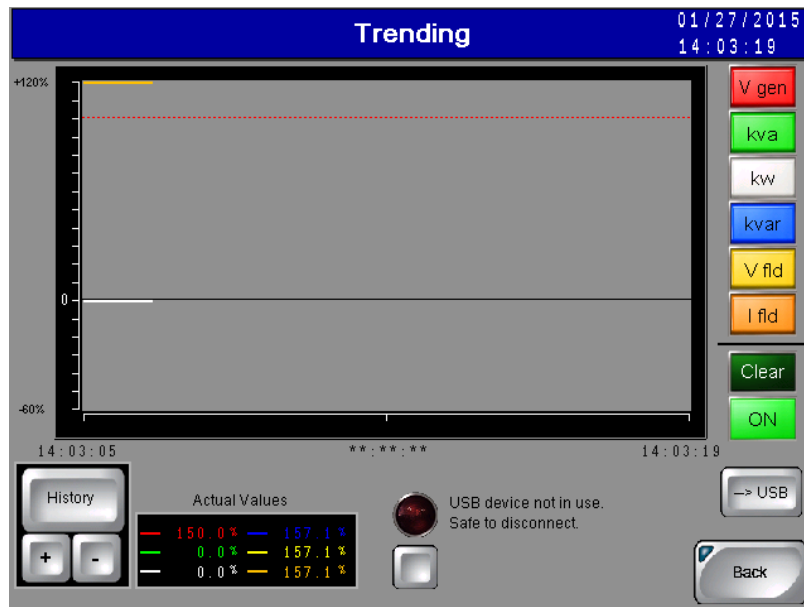 Trending
01/27/2015
14:03:19
+120%
0
-60%
14:03:05
**:**:**
14:03:19
V gen
kva
kw
kvar
V fld
I fld
Clear
ON
History
+ -
Actual Values
150.0% 157.1%
0.0% 157.1%
0.0% 157.1%
USB device not in use.
Safe to disconnect.
—> USB
Back